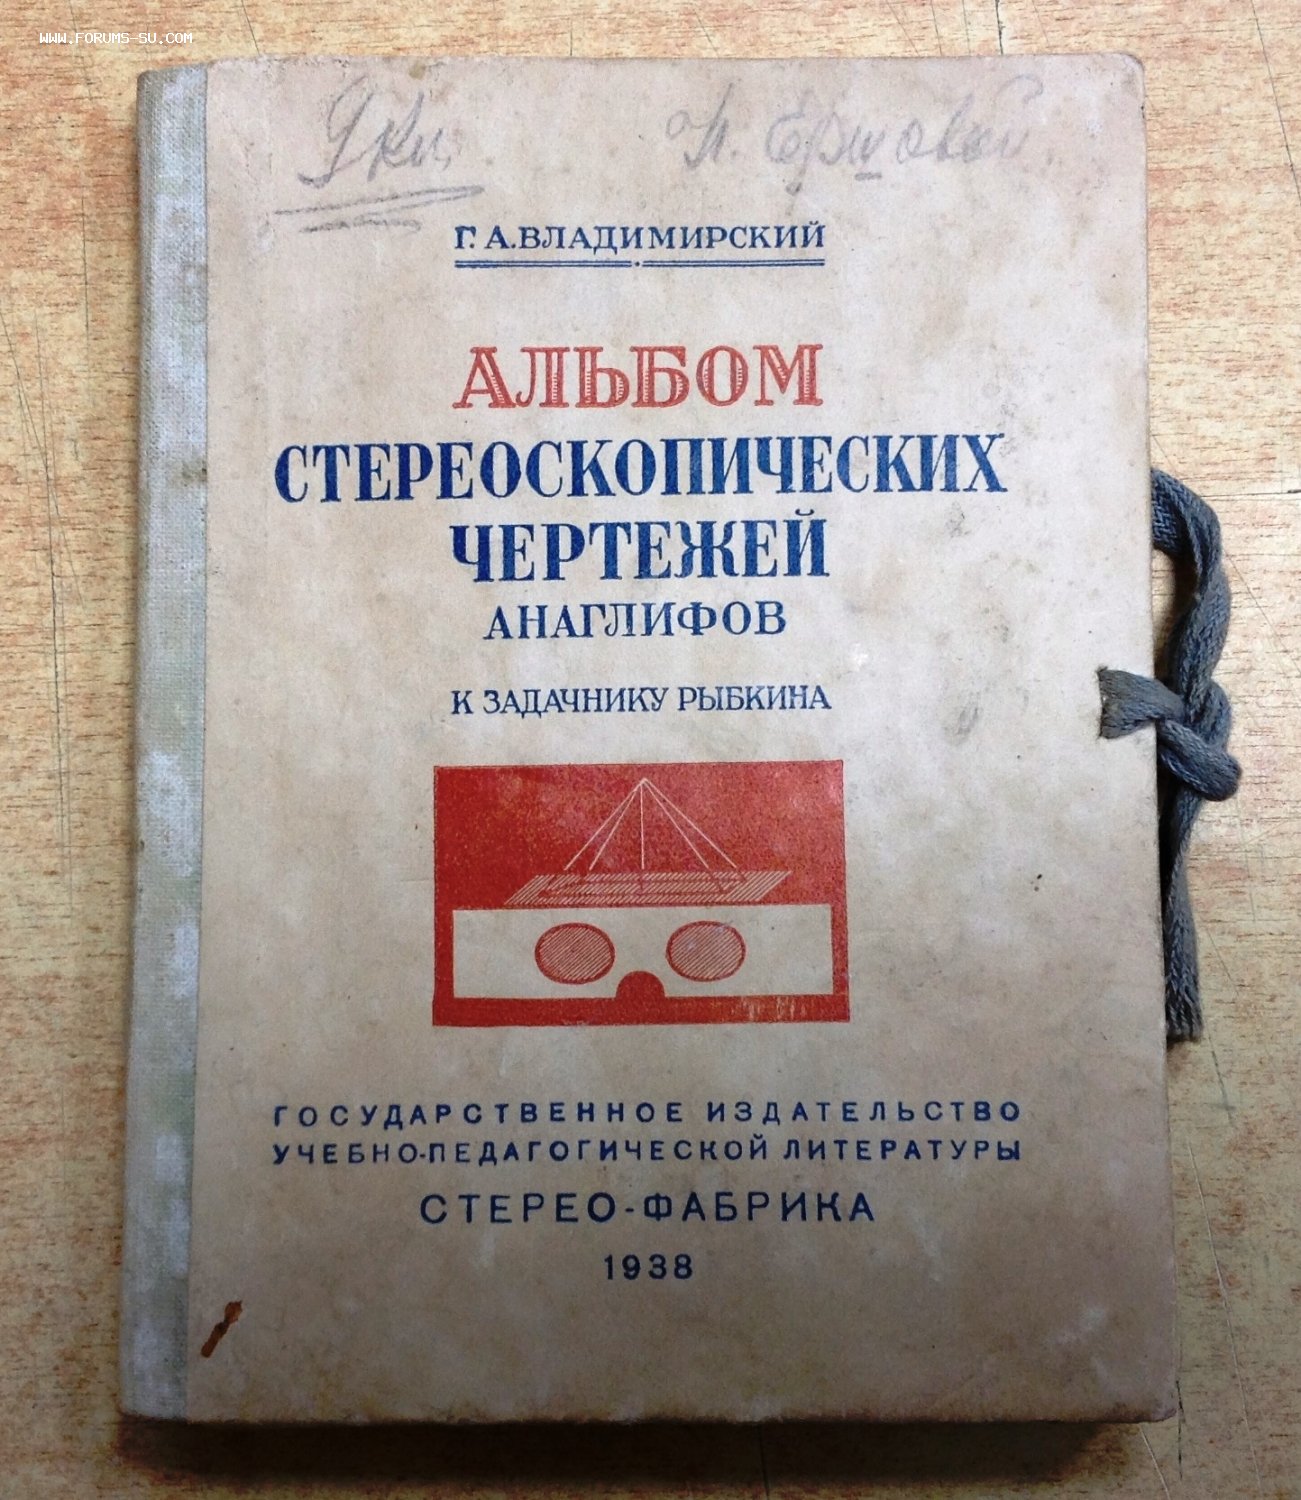 WWW.FORUMS-SU.COM
Г. А. ВЛАДИМИРСКИЙ
АЛЬБОМ
СТЕРЕОСКОПИЧЕСКИХ
ЧЕРТЕЖЕЙ
АНАГЛИФОВ
К ЗАДАЧНИКУ РЫБКИНА
ГОСУДАРСТВЕННОЕ ИЗДАТЕЛЬСТВО
УЧЕБНО-ПЕДАГОГИЧЕСКОЙ ЛИТЕРАТУРЫ
СТЕРЕО-ФАБРИКА
1938